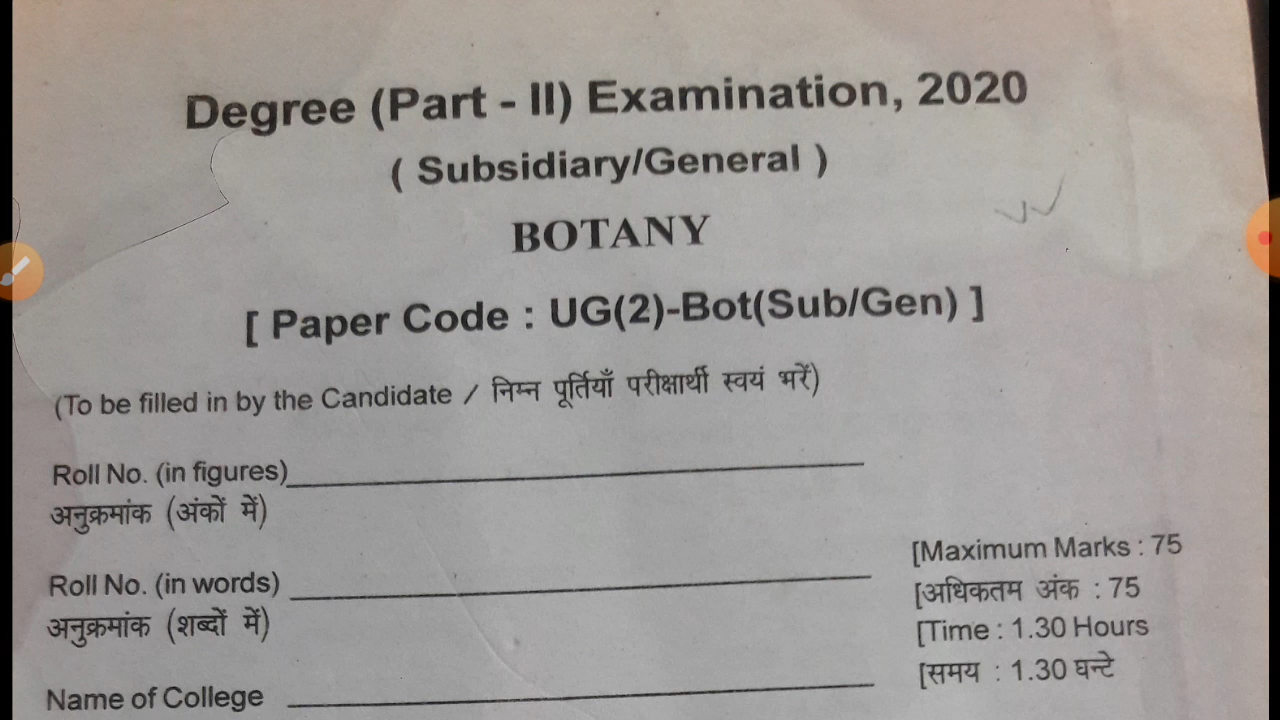 Degree (Part - II) Examination, 2020
( Subsidiary/General )
BOTANY
[ Paper Code : UG(2)-Bot(Sub/Gen) ]
(To be filled in by the Candidate / निम्न पूर्तियाँ परीक्षार्थी स्वयं भरें)
Roll No. (in figures)
अनुक्रमांक (अंकों में)
Roll No. (in words)
अनुक्रमांक (शब्दों में)
Name of College
[Maximum Marks : 75
[अधिकतम अंक : 75
[Time : 1.30 Hours
[समय : 1.30 घन्टे